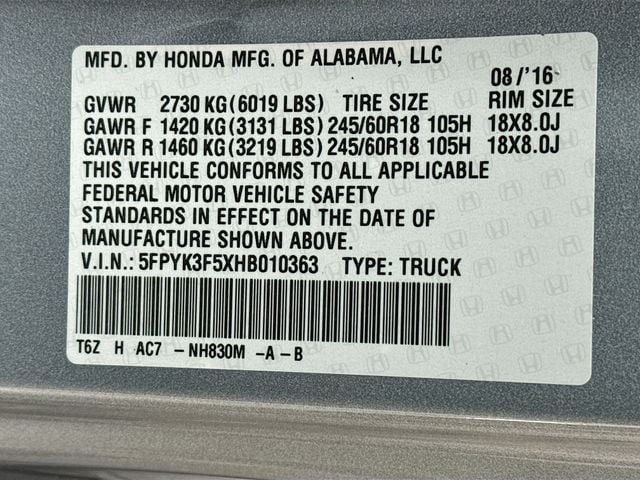 MFD. BY HONDA MFG. OF ALABAMA, LLC
08/'16
GVWR 2730 KG(6019 LBS) TIRE SIZE RIM SIZE
GAWR F 1420 KG(3131 LBS) 245/60R18 105H 18X8.0J
GAWR R 1460 KG(3219 LBS) 245/60R18 105H 18X8.0J
THIS VEHICLE CONFORMS TO ALL APPLICABLE
FEDERAL MOTOR VEHICLE SAFETY
STANDARDS IN EFFECT ON THE DATE OF
MANUFACTURE SHOWN ABOVE.
V.I.N.: 5FPYK3F5XHB010363 TYPE: TRUCK
T6Z H AC7 -NH830M -A-B